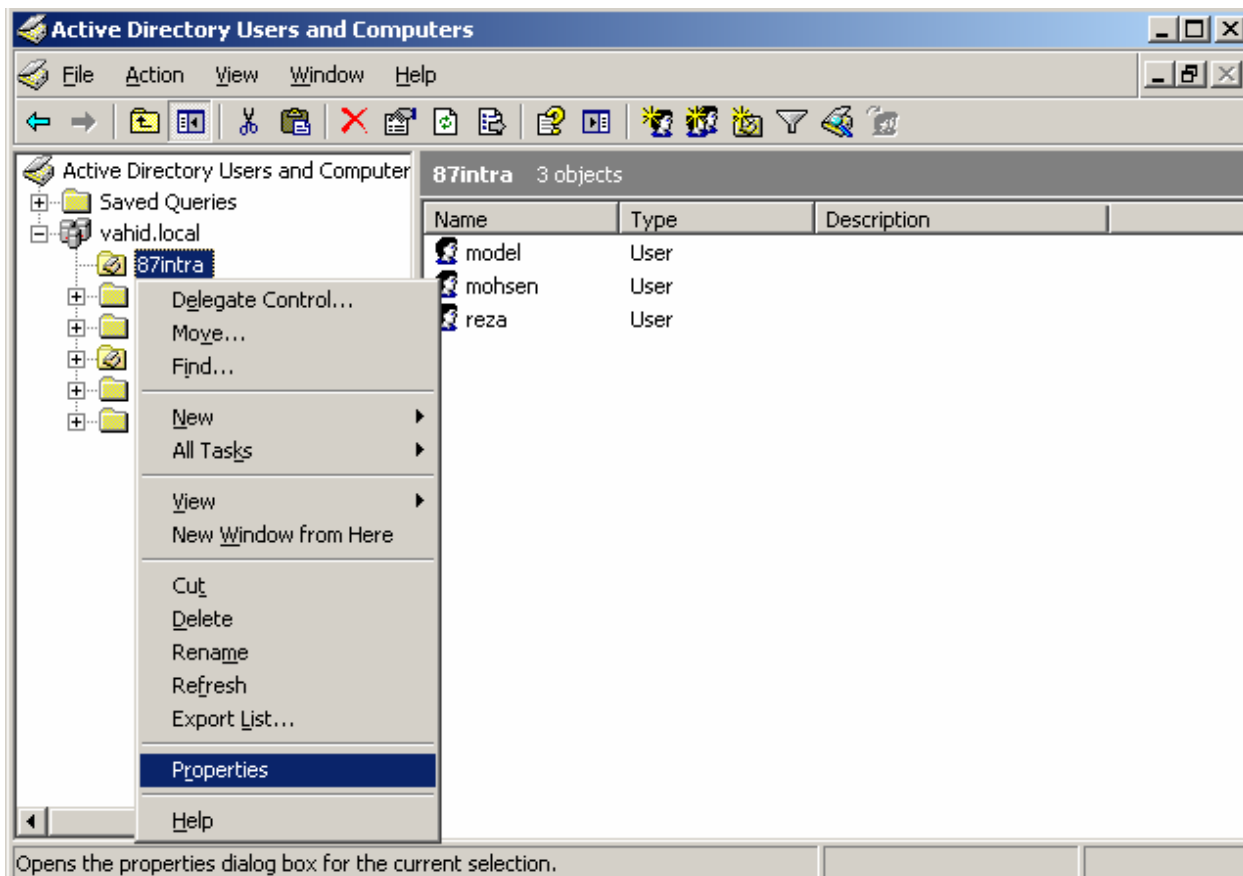 Active Directory Users and Computers
File Action View Window Help
Active Directory Users and Computer
Saved Queries
vahid.local
87intra
87intra 3 objects
Name Type Description
model User
mohsen User
reza User
Delegate Control...
Move...
Find...
New
All Tasks
View
New Window from Here
Cut
Delete
Rename
Refresh
Export List...
Properties
Help
Opens the properties dialog box for the current selection.